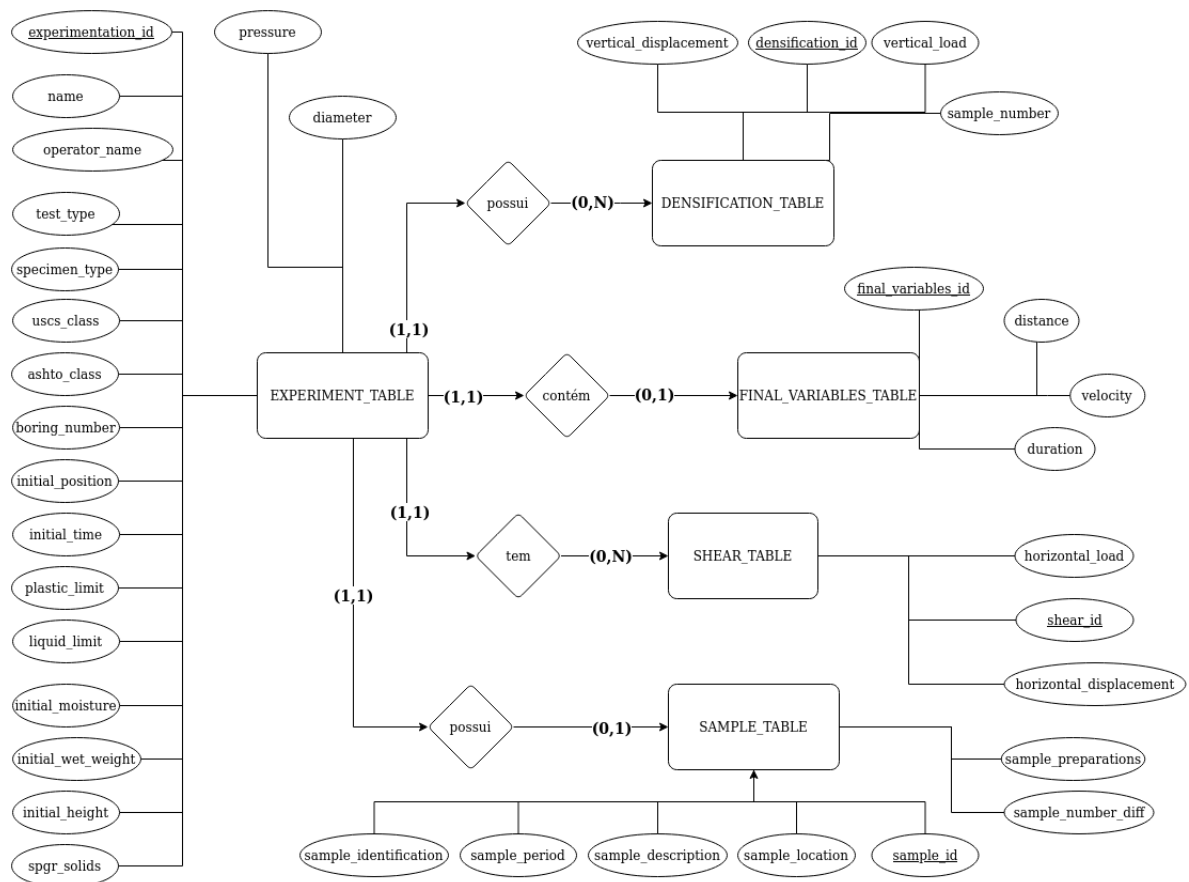 experimentation_id
pressure
vertical_displacement
densification_id
vertical_load
name
diameter
sample_number
operator_name
possui
(0,N)
DENSIFICATION_TABLE
test_type
specimen_type
final_variables_id
uscs_class
(1,1)
distance
ashto_class
EXPERIMENT_TABLE
(1,1)
contém
(0,1)
FINAL_VARIABLES_TABLE
velocity
boring_number
duration
initial_position
(1,1)
initial_time
tem
(0,N)
SHEAR_TABLE
horizontal_load
plastic_limit
(1,1)
shear_id
liquid_limit
horizontal_displacement
initial_moisture
possui
(0,1)
SAMPLE_TABLE
initial_wet_weight
sample_preparations
initial_height
sample_number_diff
spgr_solids
sample_identification
sample_period
sample_description
sample_location
sample_id